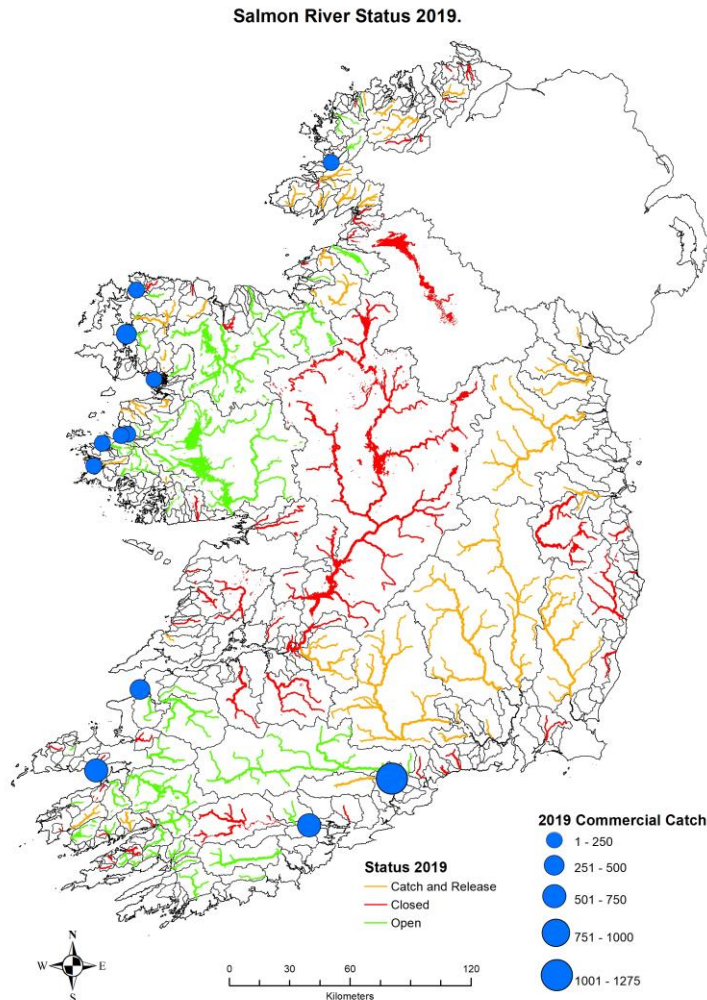 Salmon River Status 2019.
2019 Commercial Catch
1 - 250
251 - 500
501 - 750
751 - 1000
1001 - 1275
Status 2019
Catch and Release
Closed
Open
N
W E
S
0 30 60 120
Kilometers